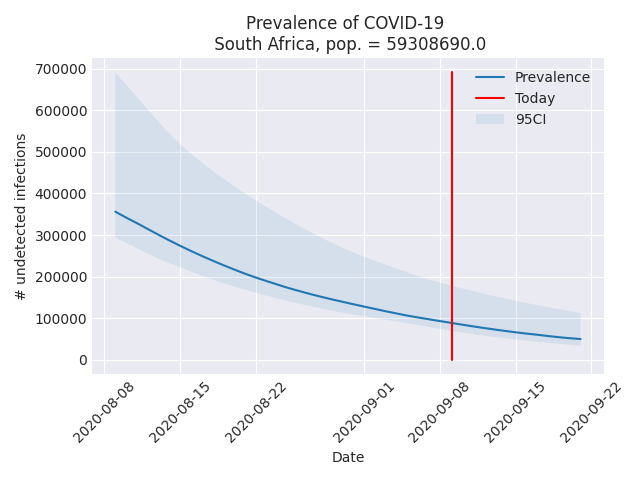 Prevalence of COVID-19
South Africa, pop. = 59308690.0
Prevalence
Today
95CI
# undetected infections
700000
600000
500000
400000
300000
200000
100000
0
2020-08-08
2020-08-15
2020-08-22
2020-09-01
2020-09-08
2020-09-15
2020-09-22
Date